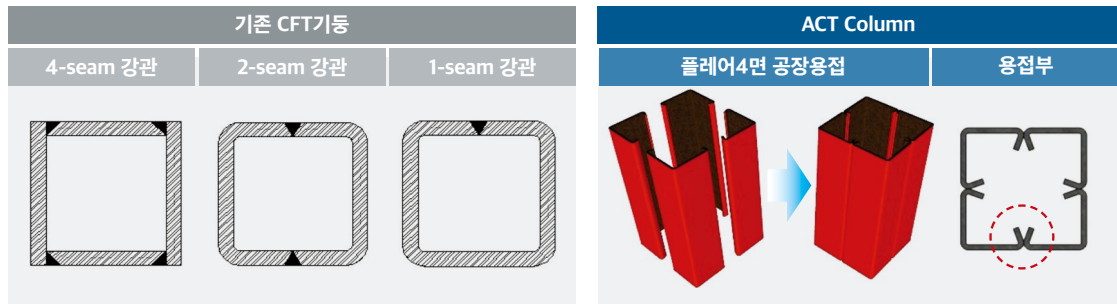 기존 CFT기둥
4-seam 강관
2-seam 강관
1-seam 강관
ACT Column
플레어4면 공장용접
용접부